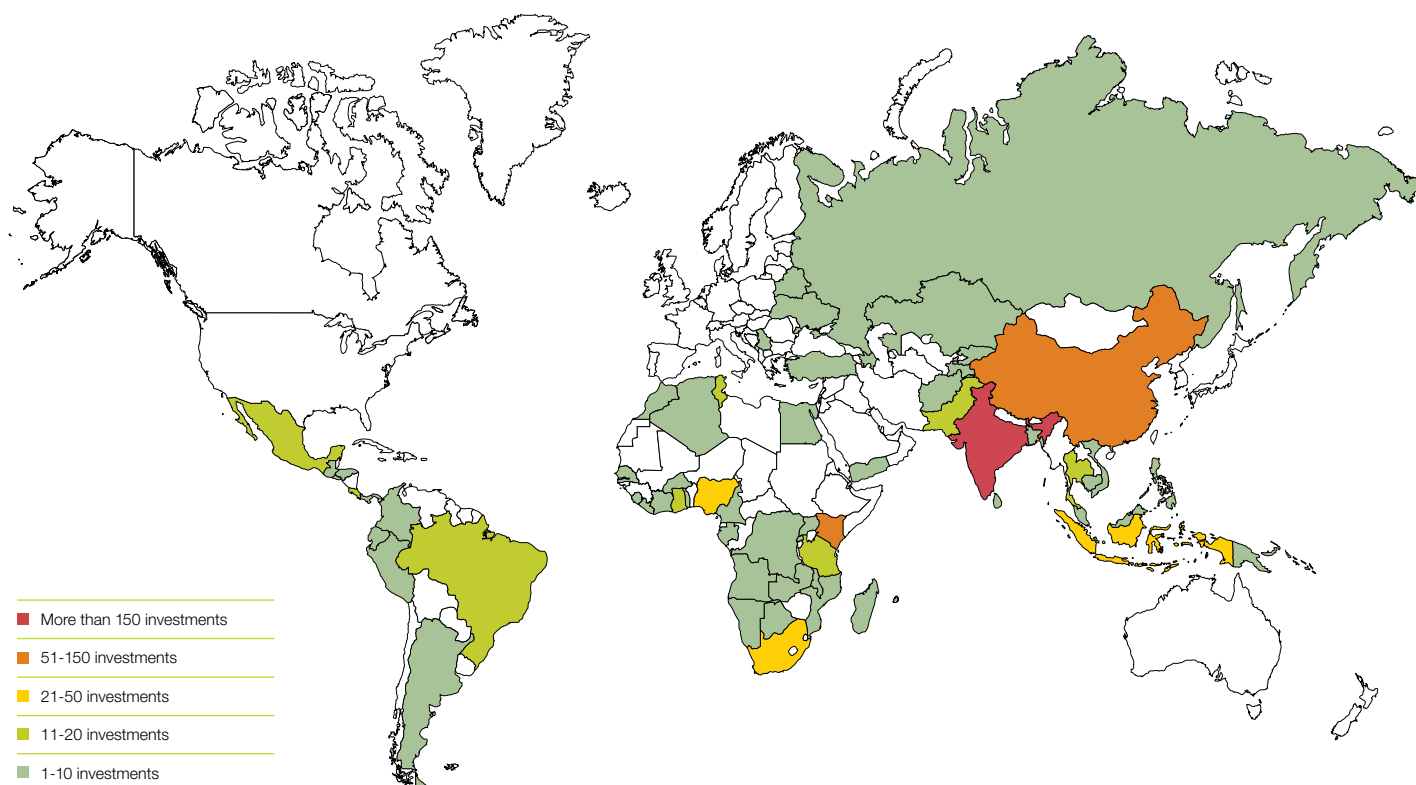 More than 150 investments
51-150 investments
21-50 investments
11-20 investments
1-10 investments